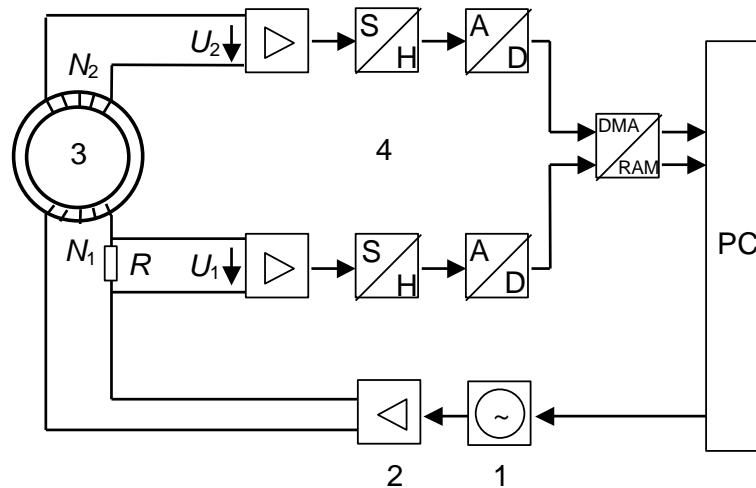 U2 S H A D
N2
DMA
3 4
RAM
PC
N1 R U1 S H A D
~
2 1